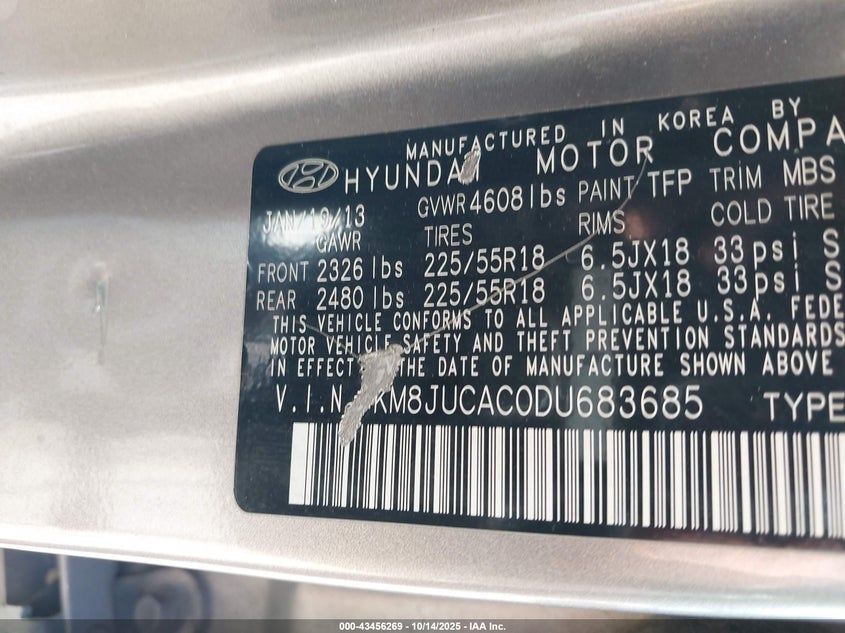 MANUFACTURED IN KOREA BY
HYUNDAI MOTOR COMPA
JAN/10/13 GVWR 4608 lbs PAINT TFP TRIM MBS
GAWR TIRES RIMS COLD TIRE
FRONT 2326 lbs 225/55R18 6.5JX18 33psi S
REAR 2480 lbs 225/55R18 6.5JX18 33psi S
THIS VEHICLE CONFORMS TO ALL APPLICABLE U.S.A. FEDE
MOTOR VEHICLE SAFETY AND THEFT PREVENTION STANDARDS
IN EFFECT THE DATE OF MANUFACTURE SHOWN ABOVE
V.I.N. KM8JUCAC0DU683685 TYPE
000-43456269 | 10/14/2025 - IAA Inc.